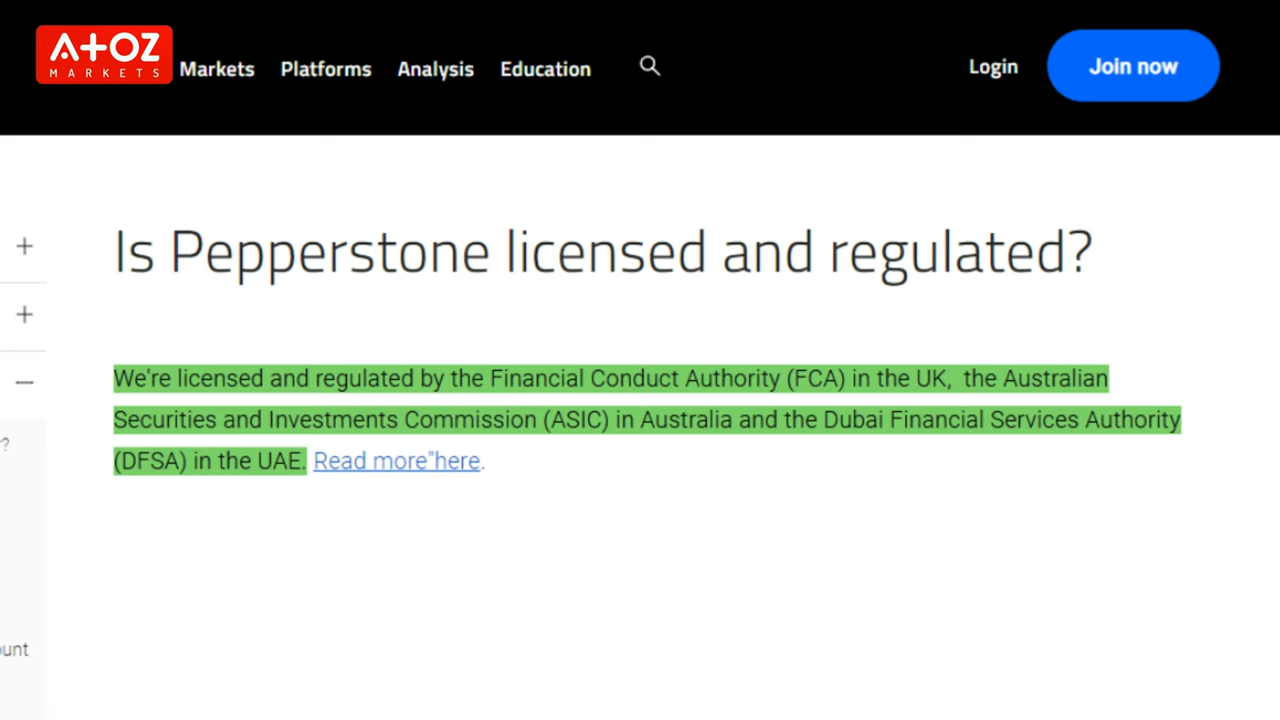 A+OZ
MARKETS
Markets Platforms Analysis Education Login Join now
+
Is Pepperstone licensed and regulated?
+
We're licensed and regulated by the Financial Conduct Authority (FCA) in the UK, the Australian
Securities and Investments Commission (ASIC) in Australia and the Dubai Financial Services Authority
?
(DFSA) in the UAE. Read more"here.
ount